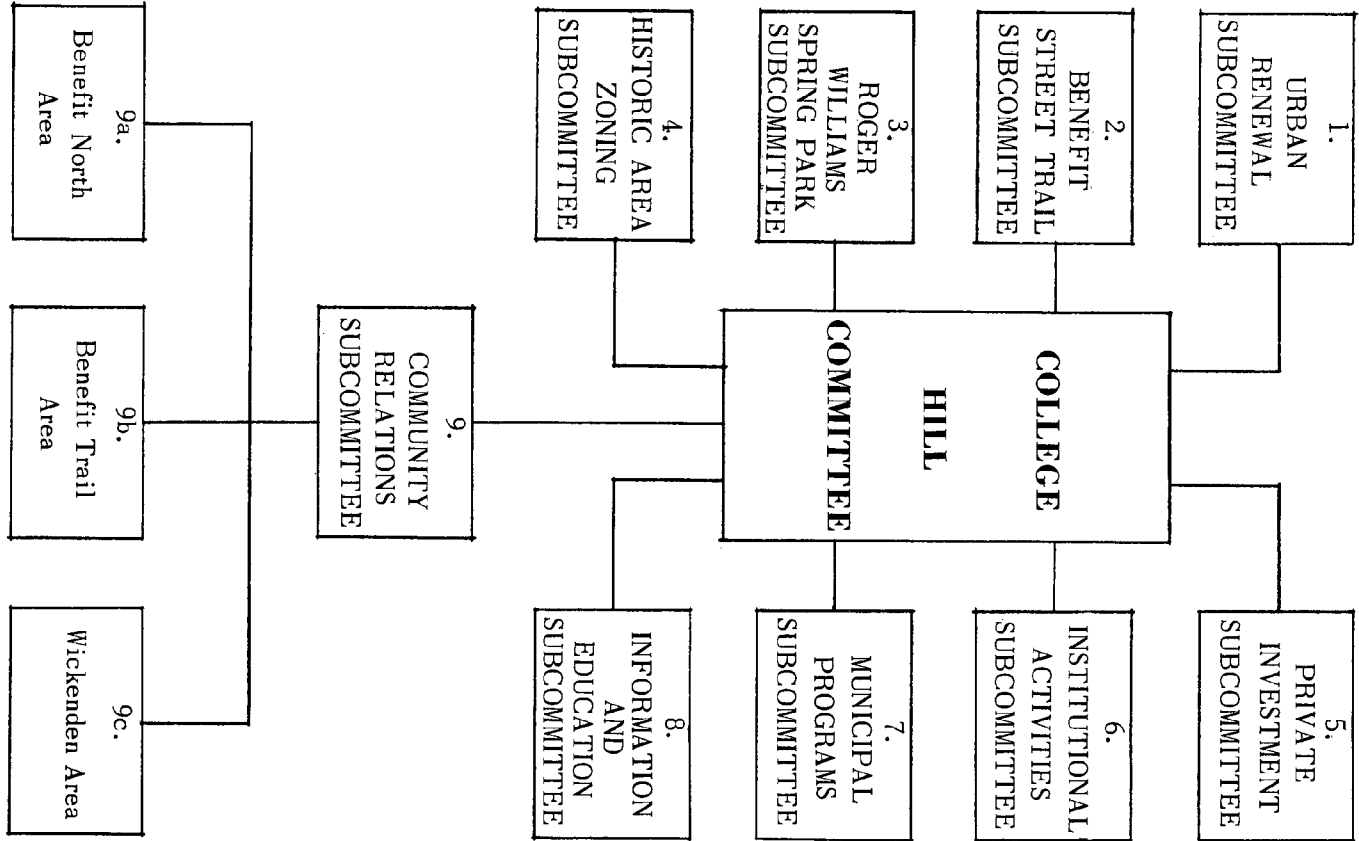 1.
URBAN
RENEWAL
SUBCOMMITTEE
2.
BENEFIT
STREET TRAIL
SUBCOMMITTEE
3.
ROGER
WILLIAMS
SPRING PARK
SUBCOMMITTEE
4.
HISTORIC AREA
ZONING
SUBCOMMITTEE
COLLEGE
HILL
COMMITTEE
5.
PRIVATE
INVESTMENT
SUBCOMMITTEE
6.
INSTITUTIONAL
ACTIVITIES
SUBCOMMITTEE
7.
MUNICIPAL
PROGRAMS
SUBCOMMITTEE
8.
INFORMATION
AND
EDUCATION
SUBCOMMITTEE
9.
COMMUNITY
RELATIONS
SUBCOMMITTEE
9a.
Benefit North
Area
9b.
Benefit Trail
Area
9c.
Wickenden Area